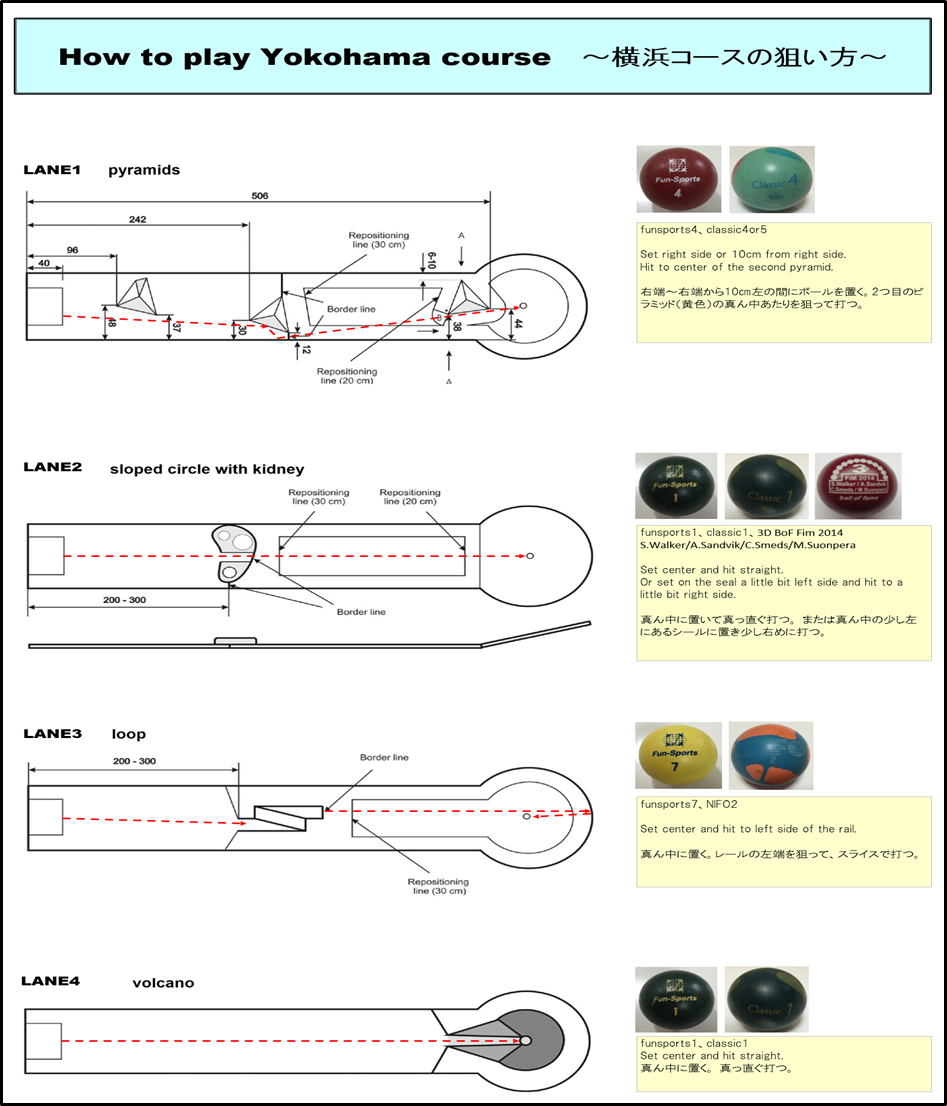 How to play Yokohama course ～横浜コースの狙い方～
LANE1 pyramids
506
242
96
40
Repositioning
line (30 cm)
A
6-10
Border line
48
37
30
12
38
44
Repositioning
line (20 cm)
A
Fun-Sports
4
Classic 4
funsports4、classic4or5
Set right side or 10cm from right side.
Hit to center of the second pyramid.
右端～右端から10cm左の間にボールを置く。2つ目のピ
ラミッド(黄色)の真ん中あたりを狙って打つ。
LANE2 sloped circle with kidney
Repositioning
line (30 cm)
Repositioning
line (20 cm)
200 - 300
Border line
Fun-Sports
1
Classic 1
3
FiM 2014
S.Walker / A.Sandvik
C.Smeds / M.Suonperä
ball of fame
funsports1、classic1、3D BoF Fim 2014
S.Walker/A.Sandvik/C.Smeds/M.Suonpera
Set center and hit straight.
Or set on the seal a little bit left side and hit to a
little bit right side.
真ん中に置いて真っ直ぐ打つ。または真ん中の少し左
にあるシールに置き少し右めに打つ。
LANE3 loop
200 - 300
Border line
Repositioning
line (30 cm)
Fun-Sports
7
2
funsports7、NIFO2
Set center and hit to left side of the rail.
真ん中に置く。レールの左端を狙って、スライスで打つ。
LANE4 volcano
Fun-Sports
1
Classic 1
funsports1、classic1
Set center and hit straight.
真ん中に置く。 真っ直ぐ打つ。